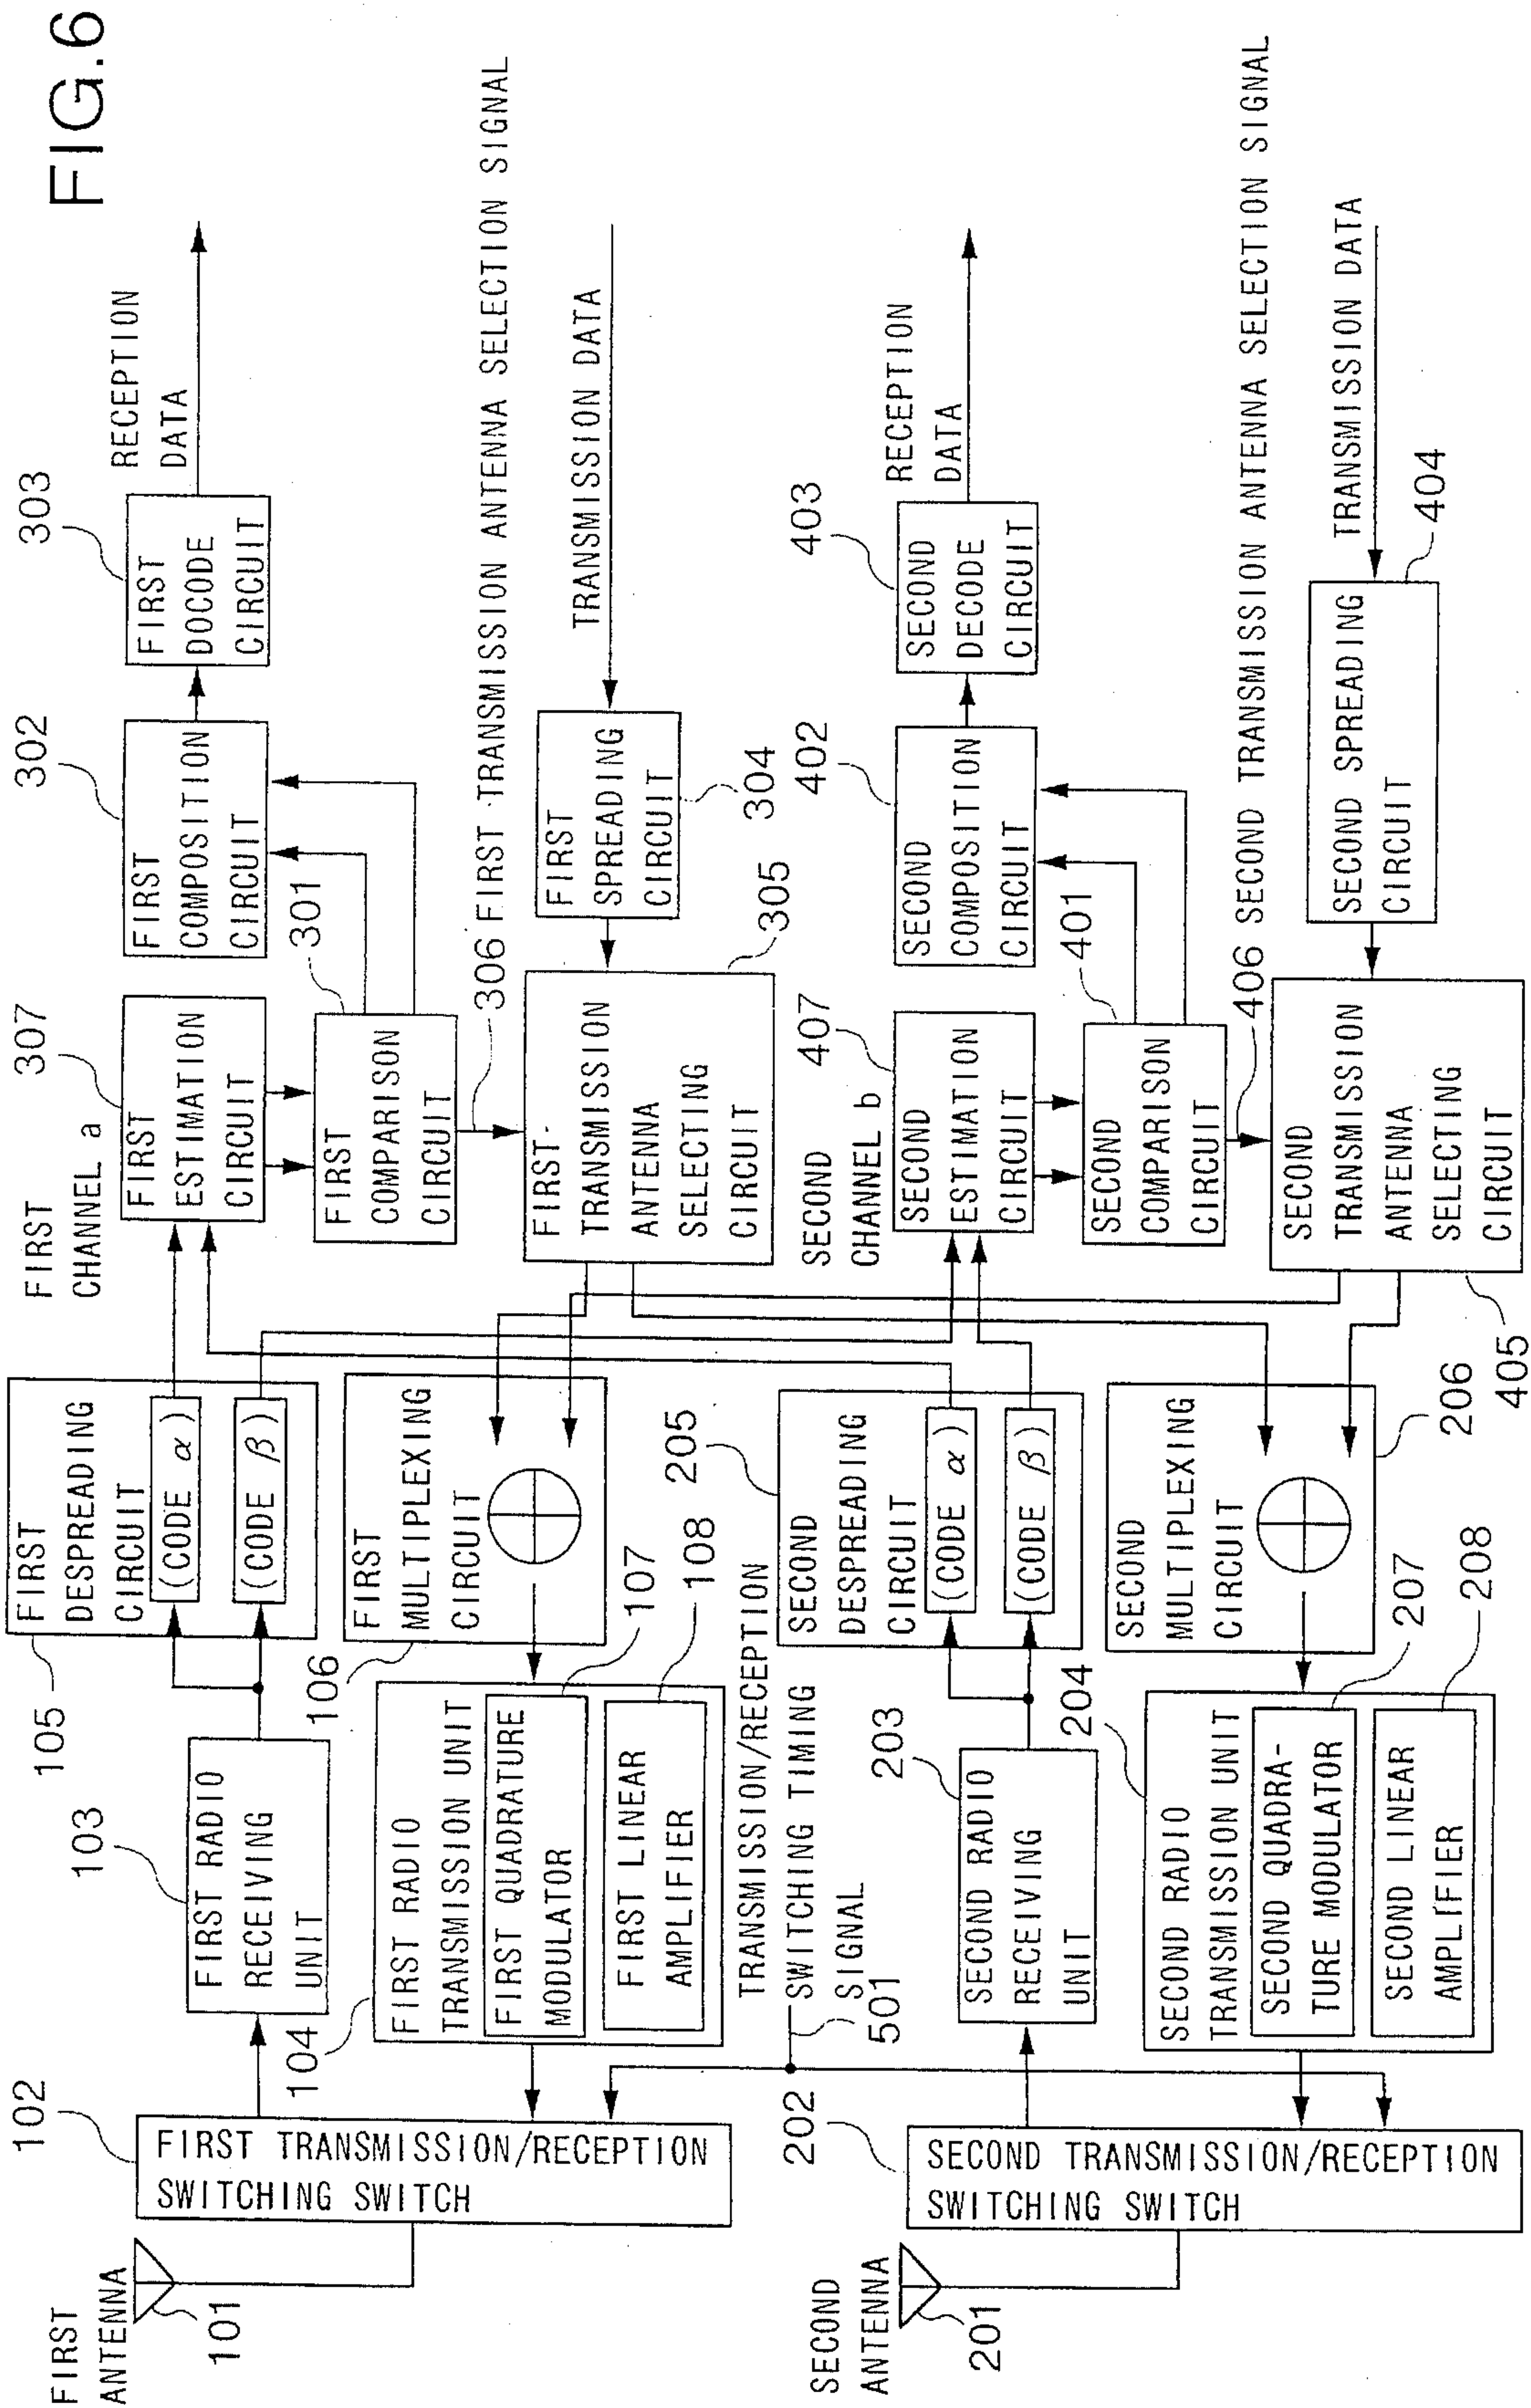 FIG.6
FIRST
ANTENNA
101
102
FIRST TRANSMISSION/RECEPTION
SWITCHING SWITCH
103
FIRST RADIO
RECEIVING
UNIT
104
FIRST RADIO
TRANSMISSION UNIT
FIRST QUADRATURE
MODULATOR
107
FIRST LINEAR
AMPLIFIER
108
105
FIRST
DESPREADING
CIRCUIT
(CODE α)
(CODE β)
106
FIRST
MULTIPLEXING
CIRCUIT
FIRST
CHANNEL a
307
FIRST
ESTIMATION
CIRCUIT
301
FIRST
COMPARISON
CIRCUIT
302
FIRST
COMPOSITION
CIRCUIT
303
FIRST
DOCODE
CIRCUIT
RECEPTION
DATA
306 FIRST TRANSMISSION ANTENNA SELECTION SIGNAL
FIRST-
TRANSMISSION
ANTENNA
SELECTING
CIRCUIT
305
FIRST
SPREADING
CIRCUIT
304
TRANSMISSION DATA
TRANSMISSION/RECEPTION
SWITCHING TIMING
SIGNAL
501
SECOND
ANTENNA
201
202
SECOND TRANSMISSION/RECEPTION
SWITCHING SWITCH
203
SECOND RADIO
RECEIVING
UNIT
204
SECOND RADIO
TRANSMISSION UNIT
SECOND QUADRA-
TURE MODULATOR
207
SECOND LINEAR
AMPLIFIER
208
205
SECOND
DESPREADING
CIRCUIT
(CODE α)
(CODE β)
SECOND
MULTIPLEXING
CIRCUIT
206
SECOND
CHANNEL b
407
SECOND
ESTIMATION
CIRCUIT
401
SECOND
COMPARISON
CIRCUIT
402
SECOND
COMPOSITION
CIRCUIT
403
SECOND
DECODE
CIRCUIT
RECEPTION
DATA
406 SECOND TRANSMISSION ANTENNA SELECTION SIGNAL
SECOND
TRANSMISSION
ANTENNA
SELECTING
CIRCUIT
405
SECOND SPREADING
CIRCUIT
404
TRANSMISSION DATA